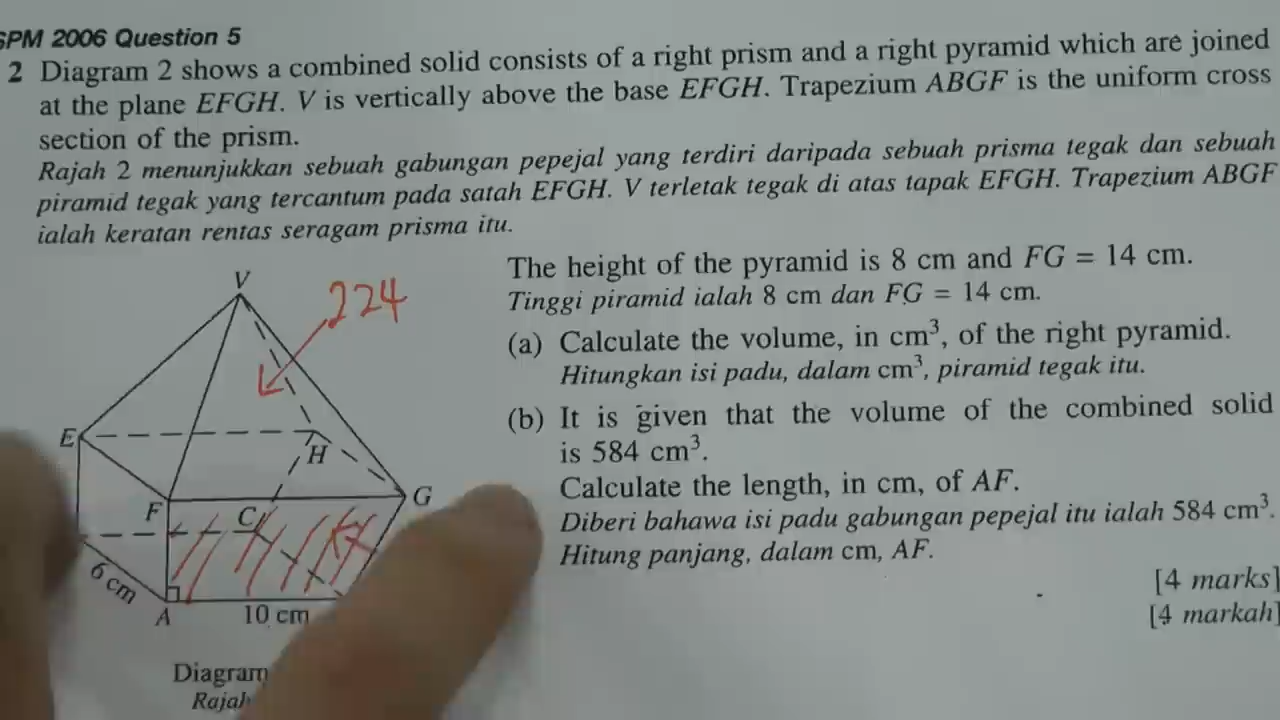 SPM 2006 Question 5
2 Diagram 2 shows a combined solid consists of a right prism and a right pyramid which are joined
at the plane EFGH. V is vertically above the base EFGH. Trapezium ABGF is the uniform cross
section of the prism.
Rajah 2 menunjukkan sebuah gabungan pepejal yang terdiri daripada sebuah prisma tegak dan sebuah
piramid tegak yang tercantum pada satah EFGH. V terletak tegak di atas tapak EFGH. Trapezium ABGF
ialah keratan rentas seragam prisma itu.
The height of the pyramid is 8 cm and FG = 14 cm.
Tinggi piramid ialah 8 cm dan FG = 14 cm.
(a) Calculate the volume, in cm³, of the right pyramid.
Hitungkan isi padu, dalam cm³, piramid tegak itu.
(b) It is given that the volume of the combined solid
is 584 cm³.
Calculate the length, in cm, of AF.
Diberi bahawa isi padu gabungan pepejal itu ialah 584 cm³.
Hitung panjang, dalam cm, AF.
[4 marks]
[4 markah]
V
224
E
H
F
C
G
6 cm
A
10 cm
Diagram
Rajah